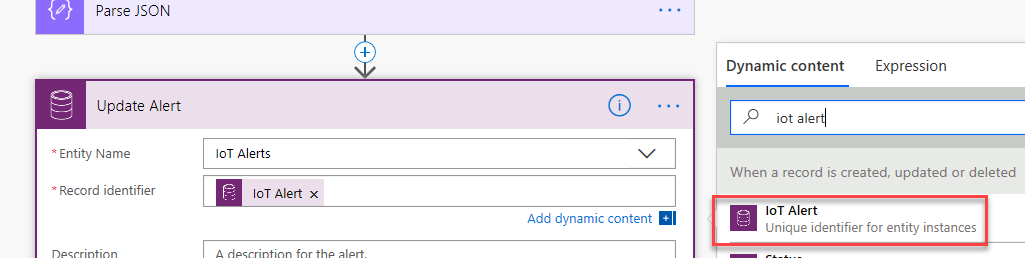 Parse JSON
Update Alert
* Entity Name
IoT Alerts
* Record identifier
IoT Alert ×
Add dynamic content
Description
A description for the alert.
Dynamic content
Expression
iot alert
When a record is created, updated or deleted
IoT Alert
Unique identifier for entity instances
Status